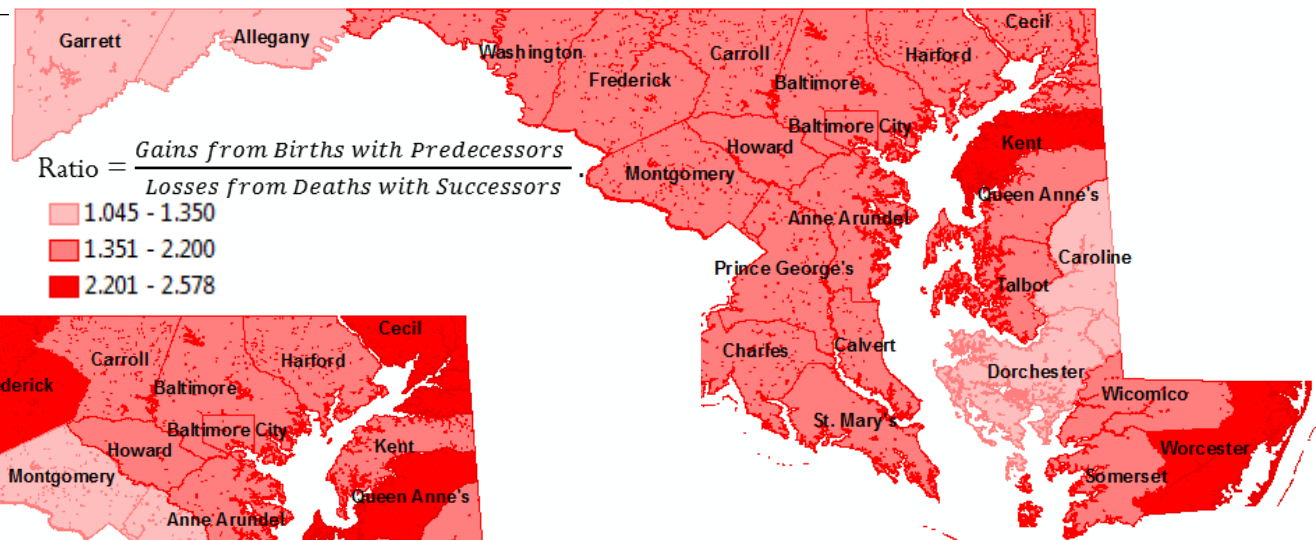 Garrett
Allegany
Washington
Frederick
Carroll
Baltimore
Harford
Cecil
Baltimore City
Howard
Montgomery
Kent
Queen Anne's
Anne Arundel
Caroline
Prince George's
Talbot
Charles
Calvert
Dorchester
St. Mary's
Wicomico
Worcester
Somerset
Ratio = Gains from Births with Predecessors / Losses from Deaths with Successors .
1.045 - 1.350
1.351 - 2.200
2.201 - 2.578
Cecil
Carroll
Harford
derick
Baltimore
Baltimore City
Howard
Kent
Montgomery
Queen Anne's
Anne Arundel